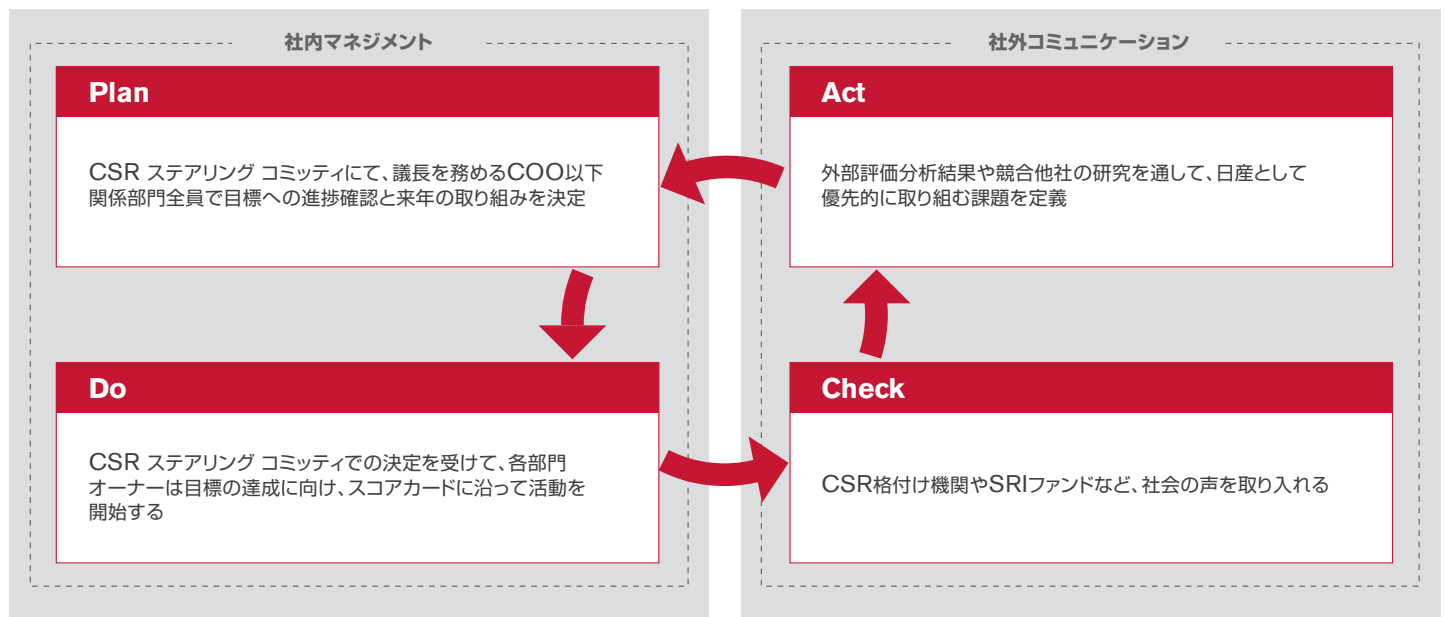 社内マネジメント
Plan
CSR ステアリング コミッティにて、議長を務めるCOO以下
関係部門全員で目標への進捗確認と来年の取り組みを決定
Do
CSR ステアリング コミッティでの決定を受けて、各部門
オーナーは目標の達成に向け、スコアカードに沿って活動を
開始する
社外コミュニケーション
Act
外部評価分析結果や競合他社の研究を通して、日産として
優先的に取り組む課題を定義
Check
CSR格付け機関やSRIファンドなど、社会の声を取り入れる